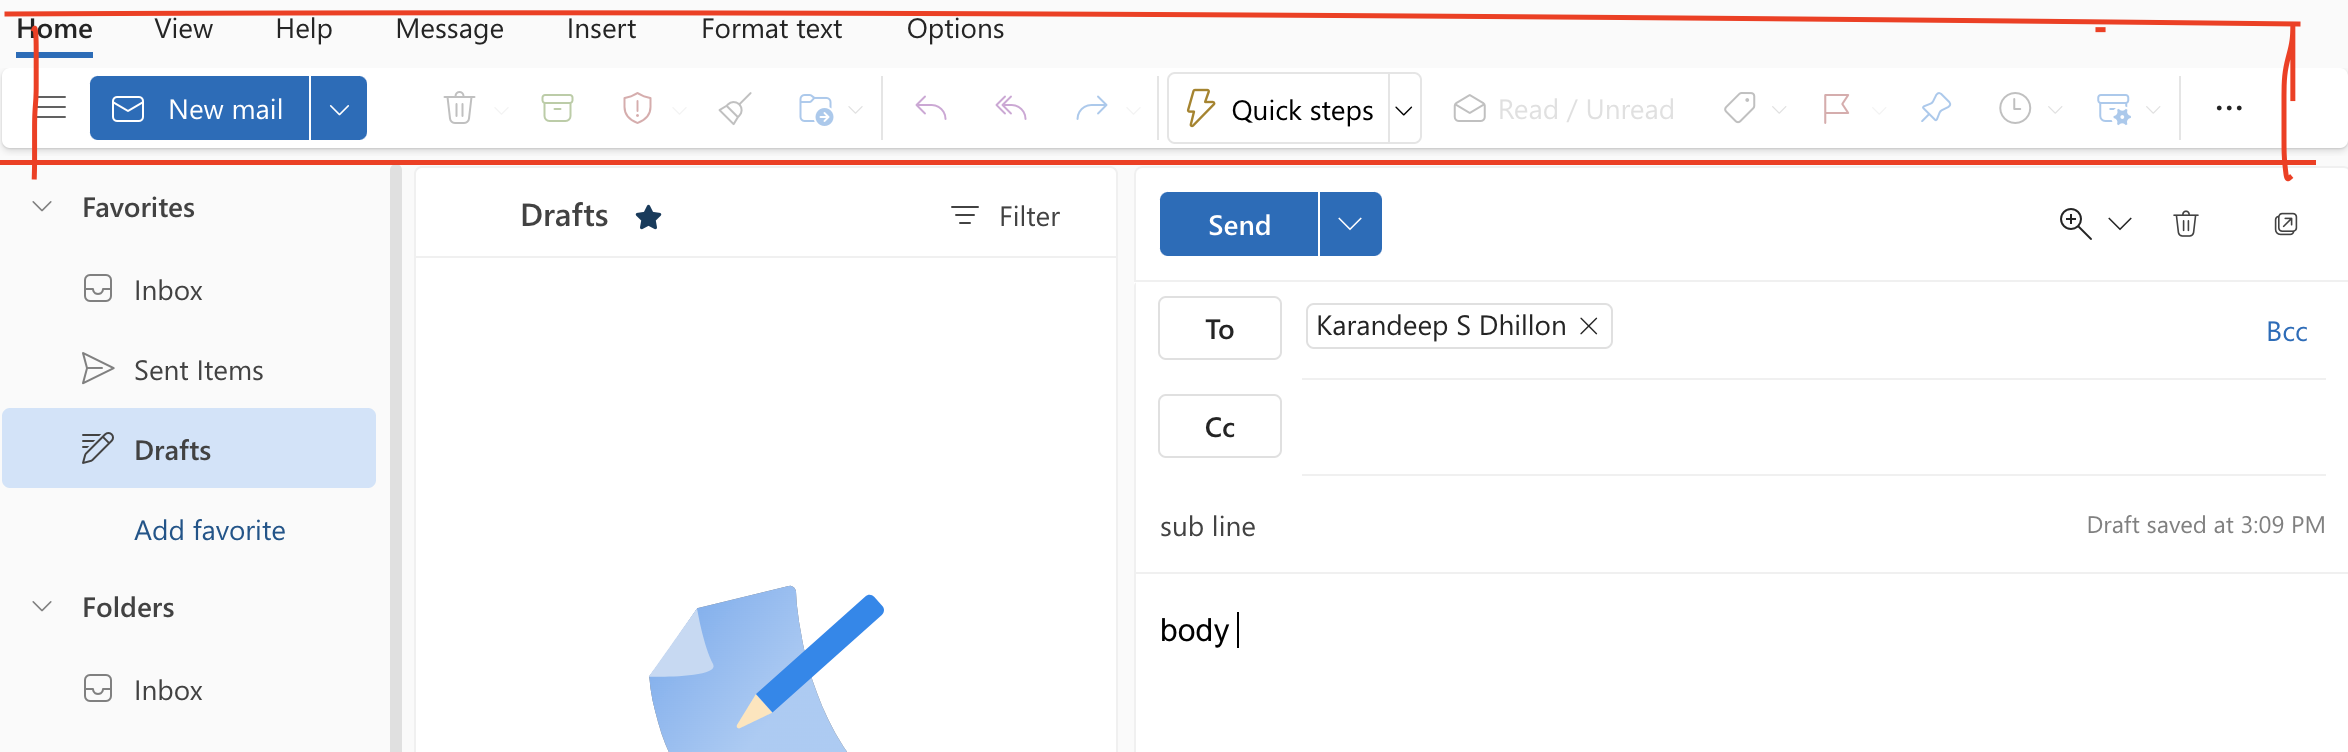 Home View Help Message Insert Format text Options
New mail Quick steps Read / Unread
Favorites
Inbox
Sent Items
Drafts
Add favorite
Folders
Inbox
Drafts Filter
Send
To Karandeep S Dhillon Bcc
Cc
sub line Draft saved at 3:09 PM
body